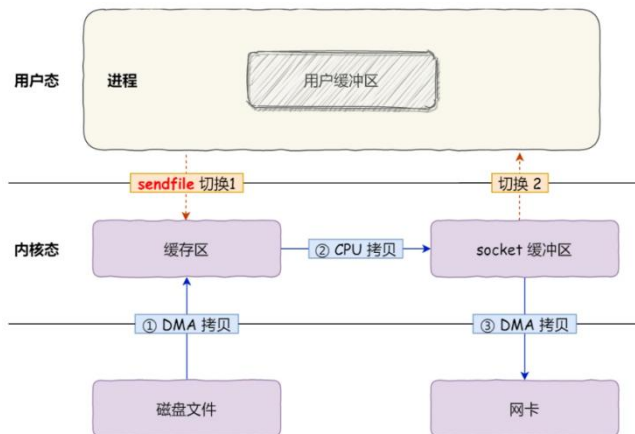 用户态
进程
用户缓冲区
sendfile 切换1
切换 2
内核态
缓存区
② CPU 拷贝
socket 缓冲区
① DMA 拷贝
③ DMA 拷贝
磁盘文件
网卡